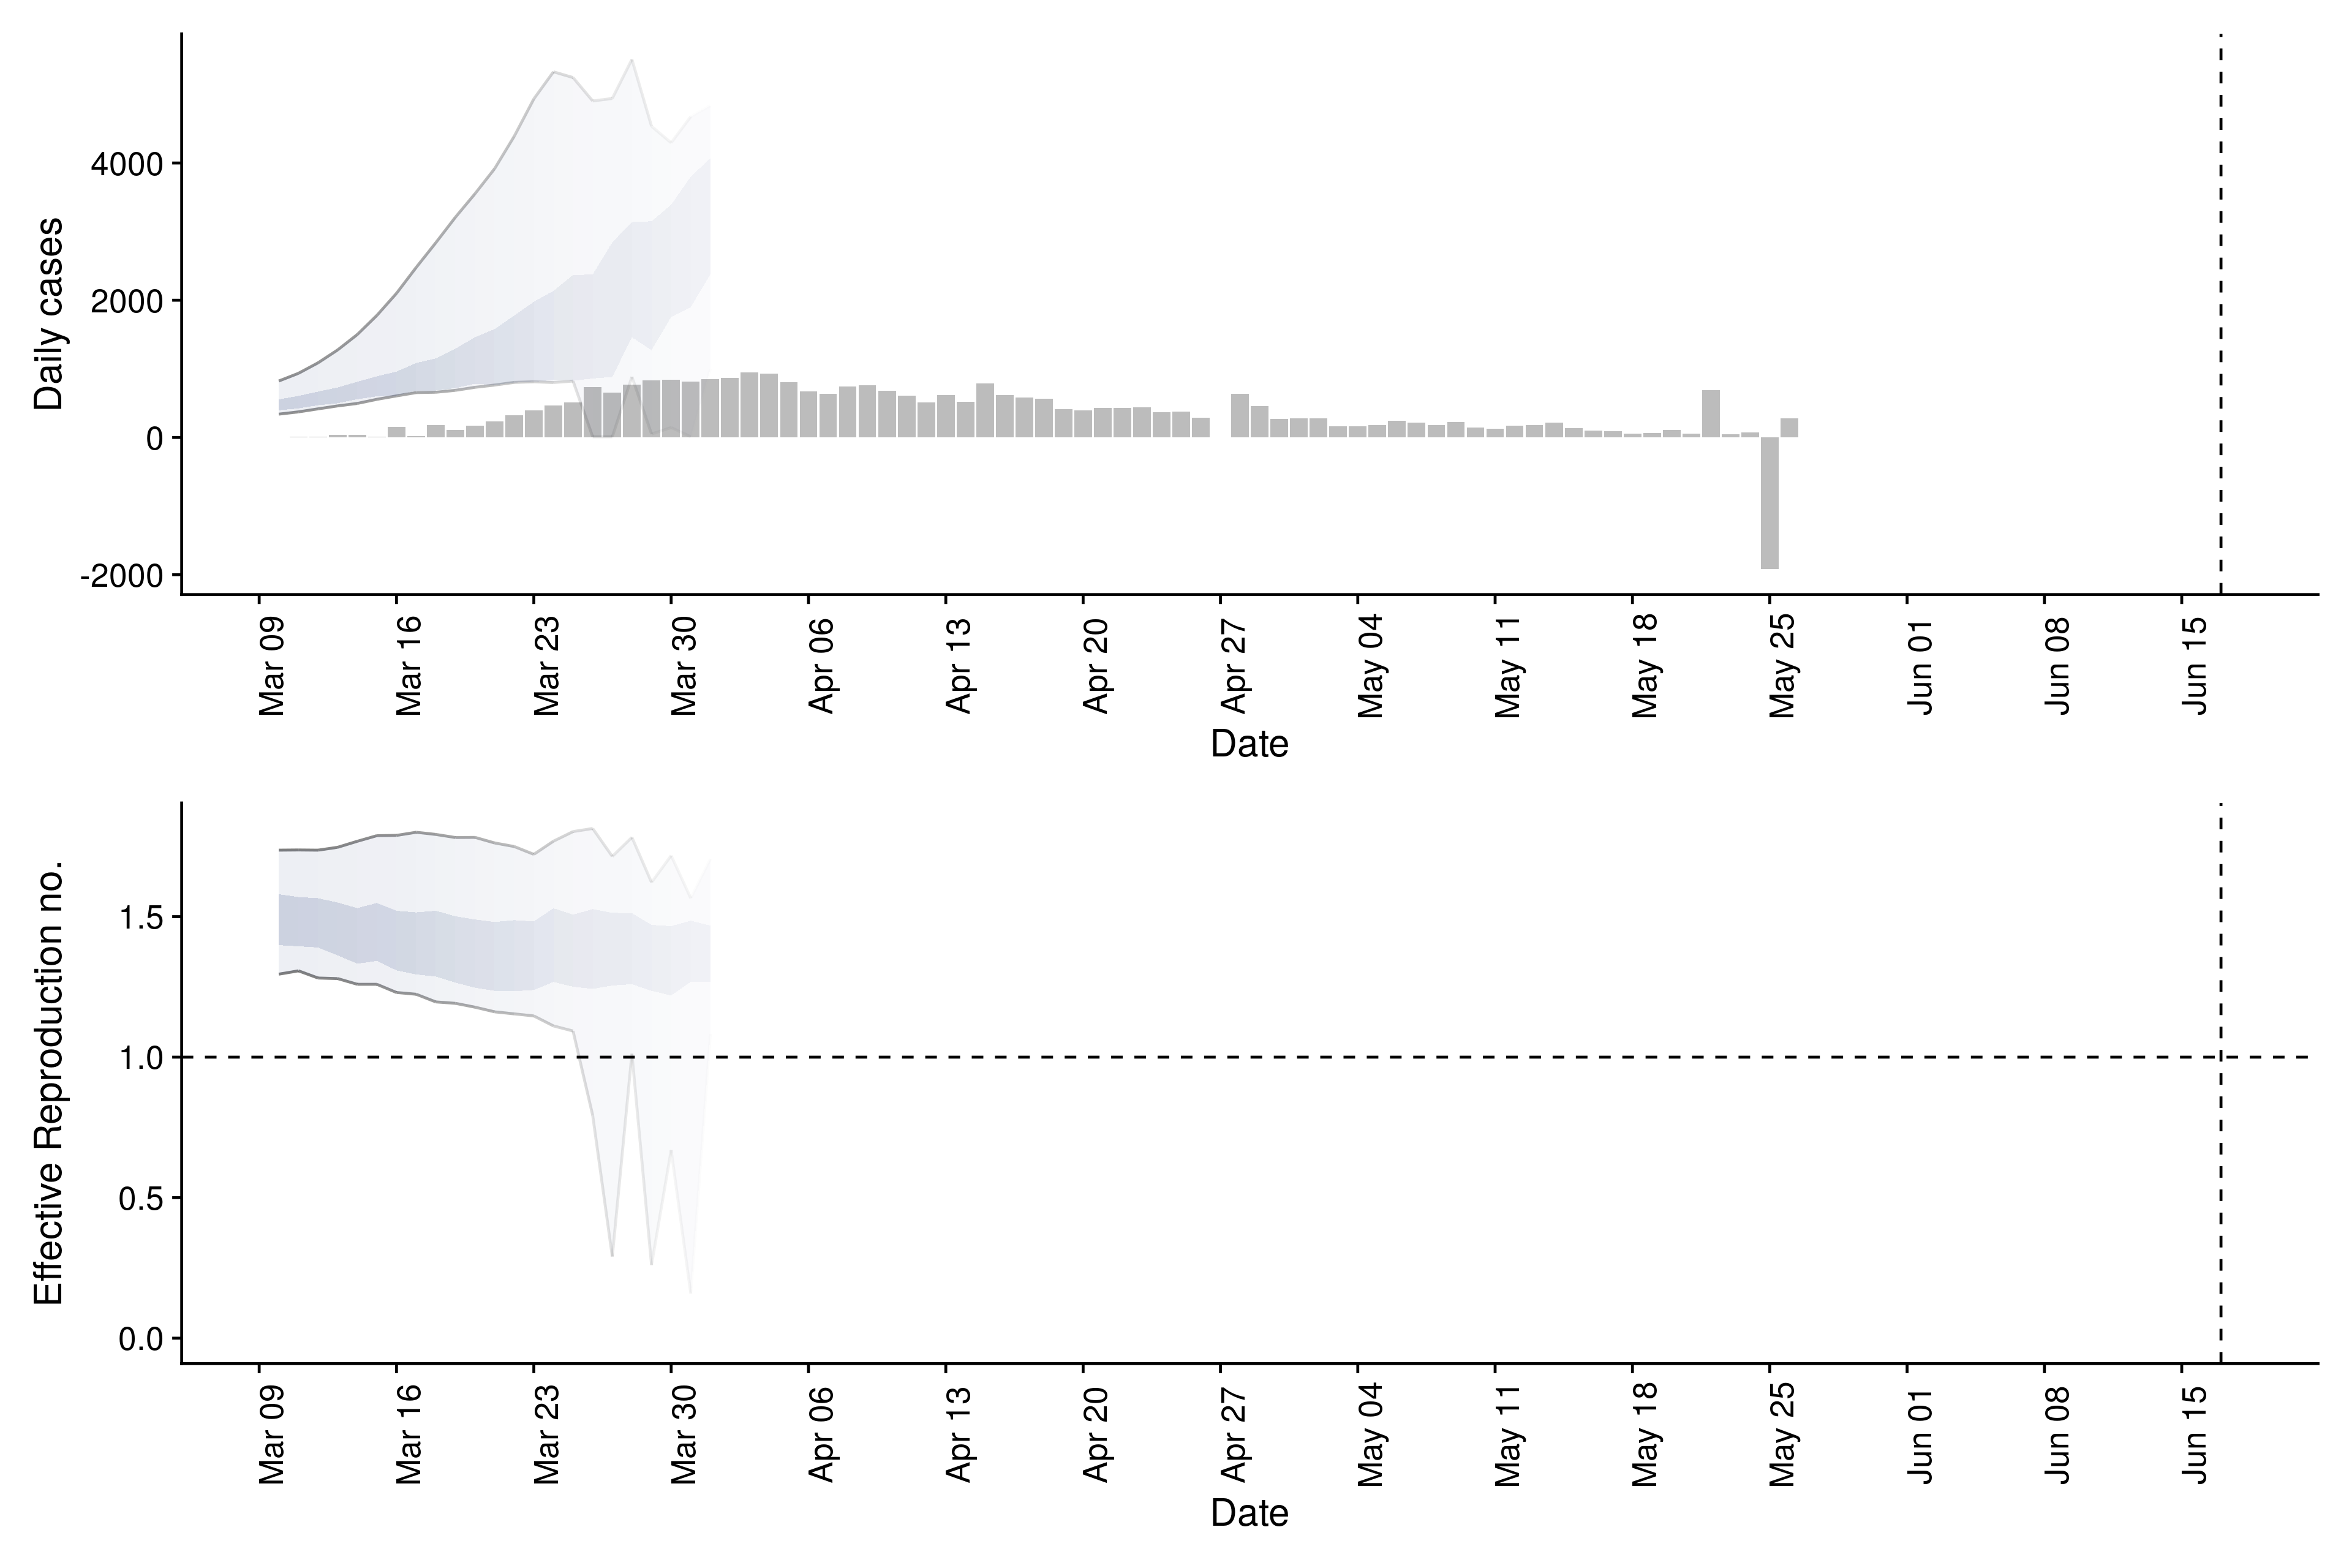 Daily cases
4000
2000
0
-2000
Mar 09
Mar 16
Mar 23
Mar 30
Apr 06
Apr 13
Apr 20
Apr 27
May 04
May 11
May 18
May 25
Jun 01
Jun 08
Jun 15
Date
Effective Reproduction no.
1.5
1.0
0.5
0.0
Mar 09
Mar 16
Mar 23
Mar 30
Apr 06
Apr 13
Apr 20
Apr 27
May 04
May 11
May 18
May 25
Jun 01
Jun 08
Jun 15
Date